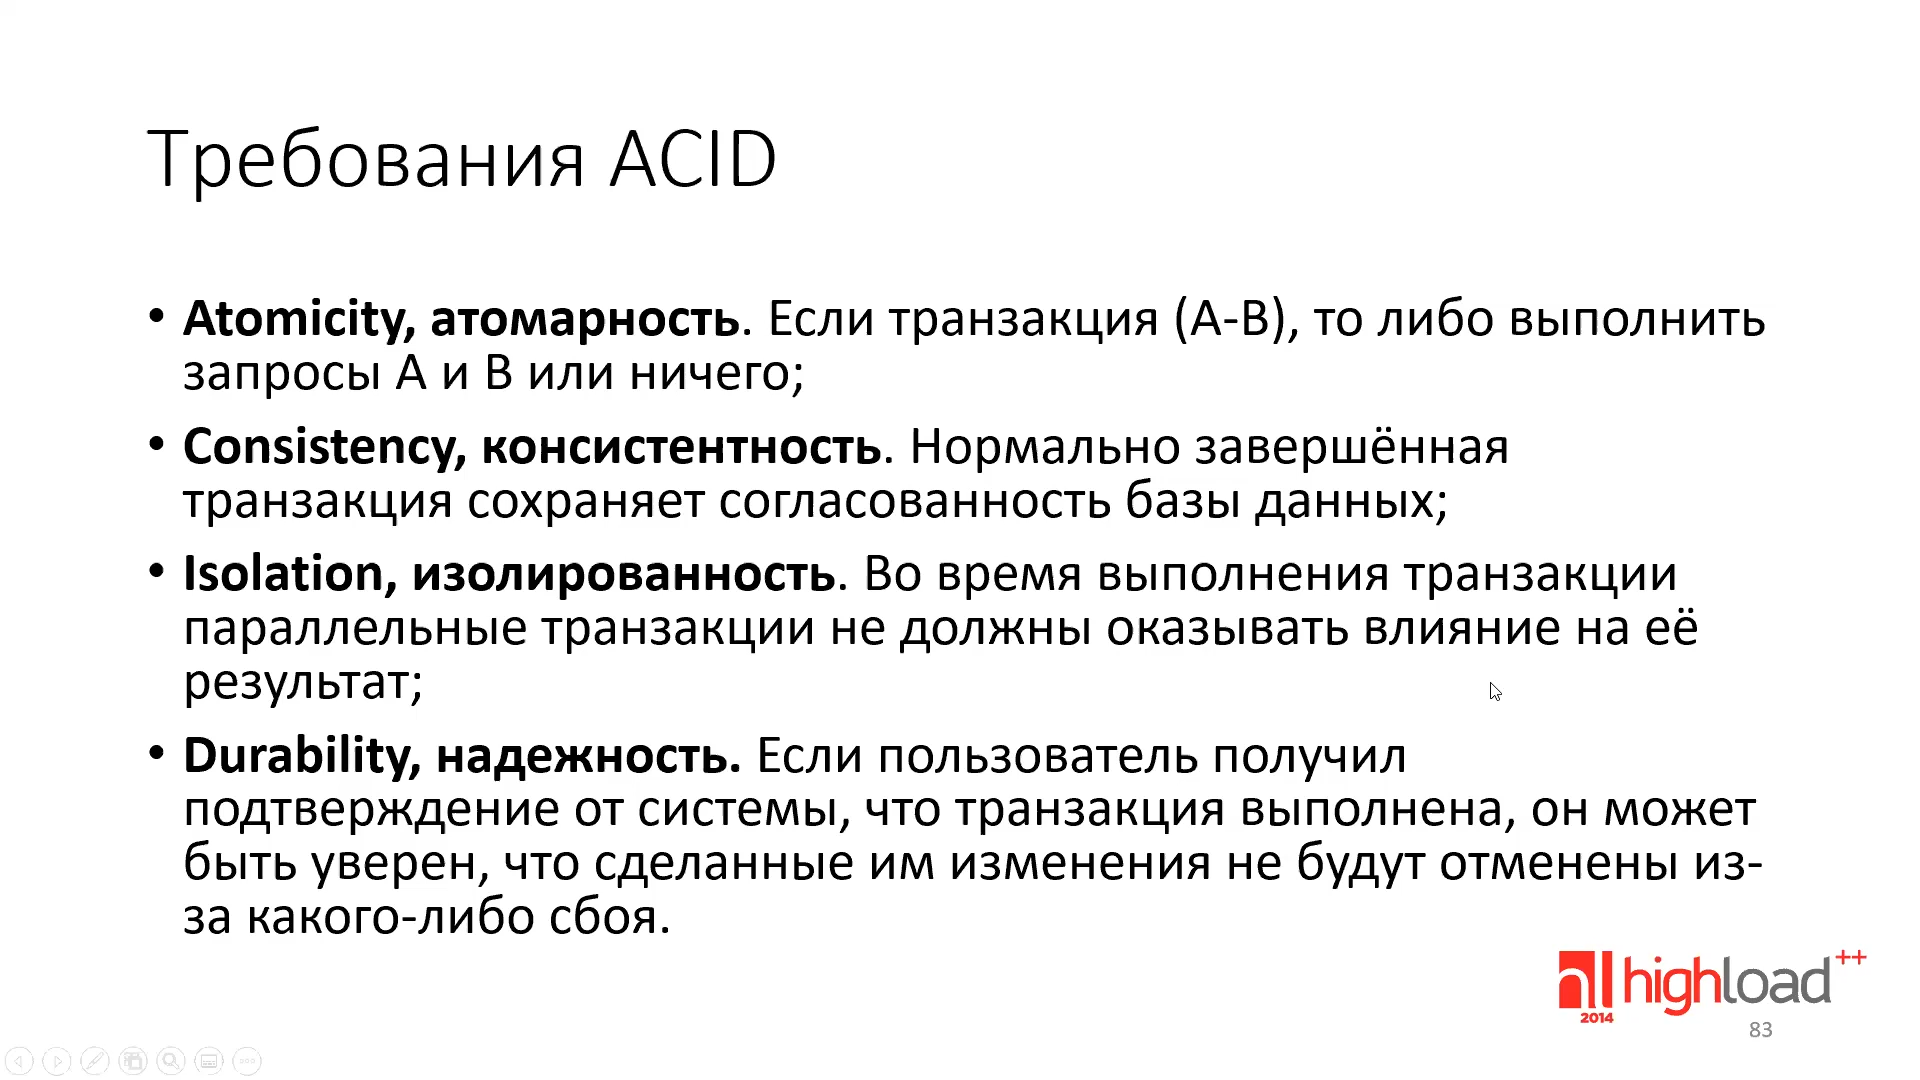 Требования ACID
• Atomicity, атомарность. Если транзакция (A-B), то либо выполнить
запросы A и B или ничего;
• Consistency, консистентность. Нормально завершённая
транзакция сохраняет согласованность базы данных;
• Isolation, изолированность. Во время выполнения транзакции
параллельные транзакции не должны оказывать влияние на её
результат;
• Durability, надежность. Если пользователь получил
подтверждение от системы, что транзакция выполнена, он может
быть уверен, что сделанные им изменения не будут отменены из-
за какого-либо сбоя.
highload++
2014
83